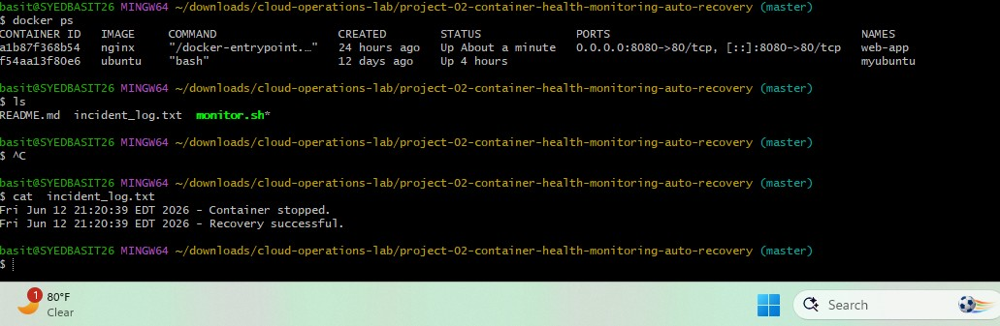 basit@SYEDBASIT26 MINGW64 ~/downloads/cloud-operations-lab/project-02-container-health-monitoring-auto-recovery (master)
$ docker ps
CONTAINER ID   IMAGE     COMMAND                  CREATED        STATUS              PORTS                                     NAMES
a1b87f368b54   nginx     "/docker-entrypoint.…"   24 hours ago   Up About a minute   0.0.0.0:8080->80/tcp, [::]:8080->80/tcp   web-app
f54aa13f80e6   ubuntu    "bash"                   12 days ago    Up 4 hours                                                    myubuntu
basit@SYEDBASIT26 MINGW64 ~/downloads/cloud-operations-lab/project-02-container-health-monitoring-auto-recovery (master)
$ ls
README.md  incident_log.txt  monitor.sh*
basit@SYEDBASIT26 MINGW64 ~/downloads/cloud-operations-lab/project-02-container-health-monitoring-auto-recovery (master)
$ ^C
basit@SYEDBASIT26 MINGW64 ~/downloads/cloud-operations-lab/project-02-container-health-monitoring-auto-recovery (master)
$ cat  incident_log.txt
Fri Jun 12 21:20:39 EDT 2026 - Container stopped.
Fri Jun 12 21:20:39 EDT 2026 - Recovery successful.
basit@SYEDBASIT26 MINGW64 ~/downloads/cloud-operations-lab/project-02-container-health-monitoring-auto-recovery (master)
$
1
80°F
Clear
Search